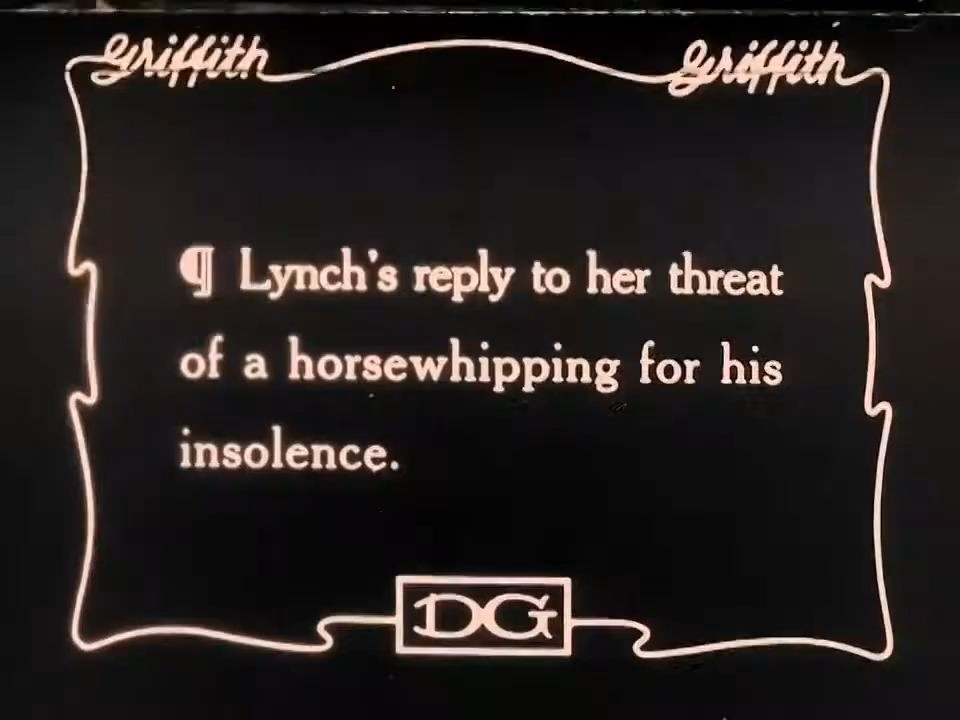 Griffith Griffith
¶ Lynch's reply to her threat
of a horsewhipping for his
insolence.
DG